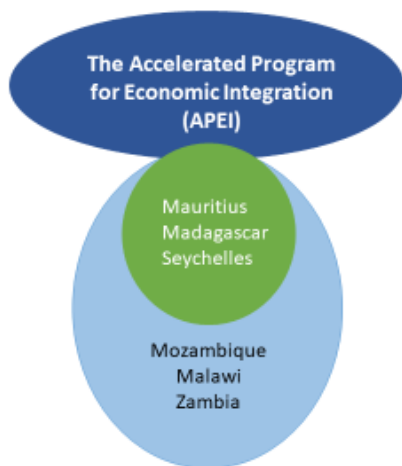 The Accelerated Program
for Economic Integration
(APEI)
Mauritius
Madagascar
Seychelles
Mozambique
Malawi
Zambia